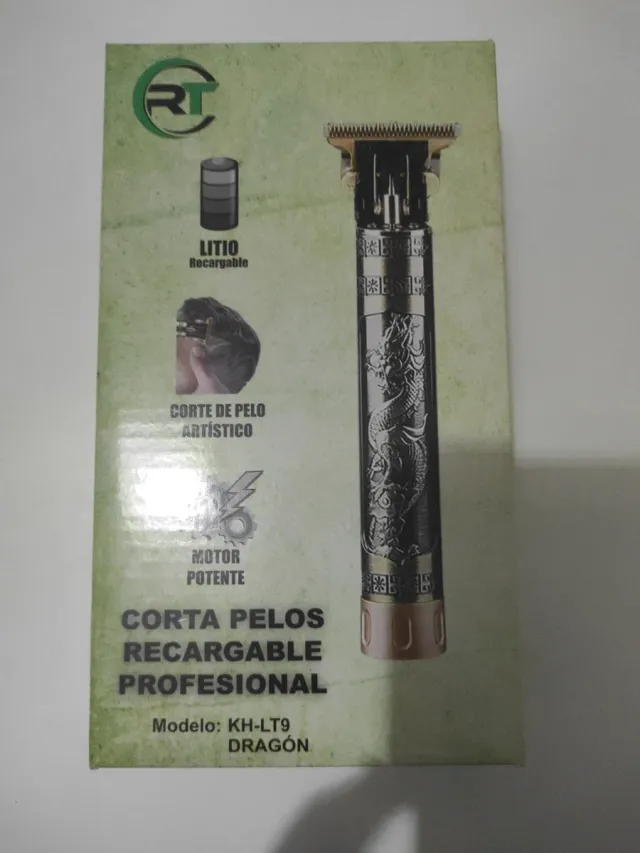 RT
LITIO
Recargable
CORTE DE PELO
ARTÍSTICO
MOTOR
POTENTE
CORTA PELOS
RECARGABLE
PROFESIONAL
Modelo: KH-LT9
DRAGÓN